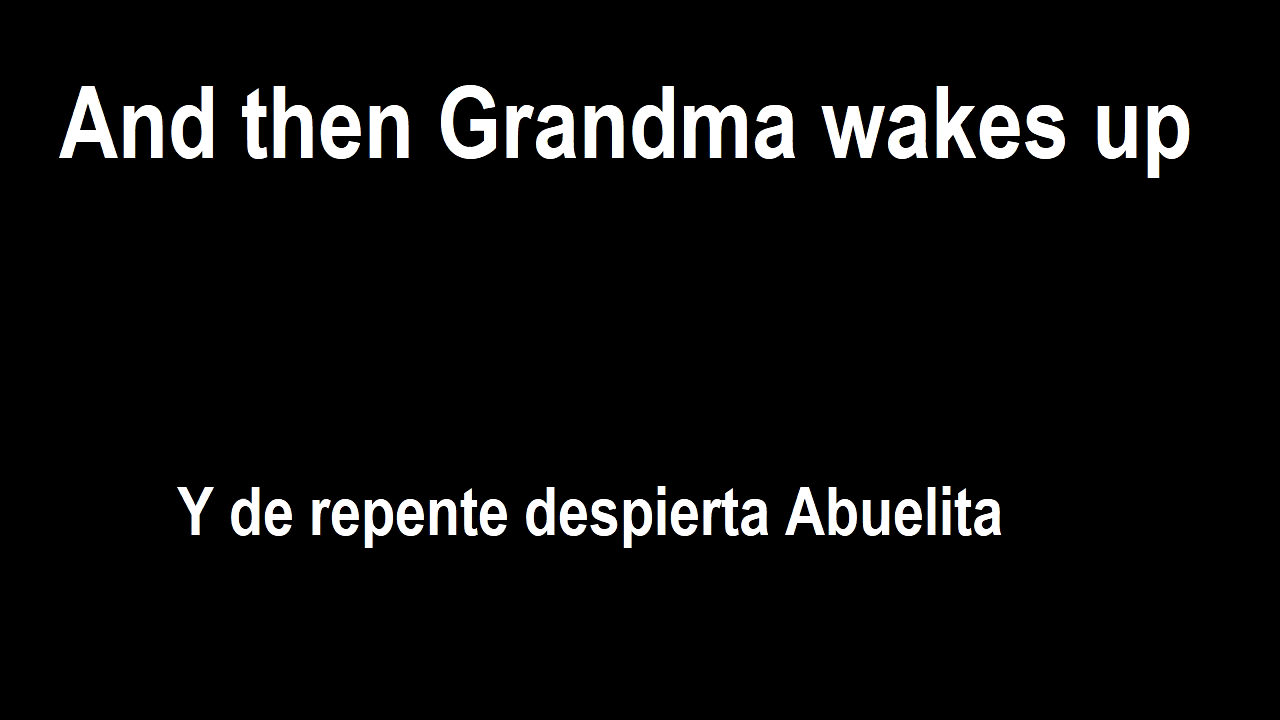 And then Grandma wakes up
Y de repente despierta Abuelita